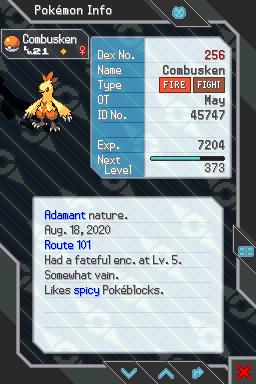 Pokémon Info
Combusken
Lv.21 ♀
Dex No. 256
Name Combusken
Type FIRE FIGHT
OT May
ID No. 45747
Exp. 7204
Next Level 373
Adamant nature.
Aug. 18, 2020
Route 101
Had a fateful enc. at Lv. 5.
Somewhat vain.
Likes spicy Pokéblocks.